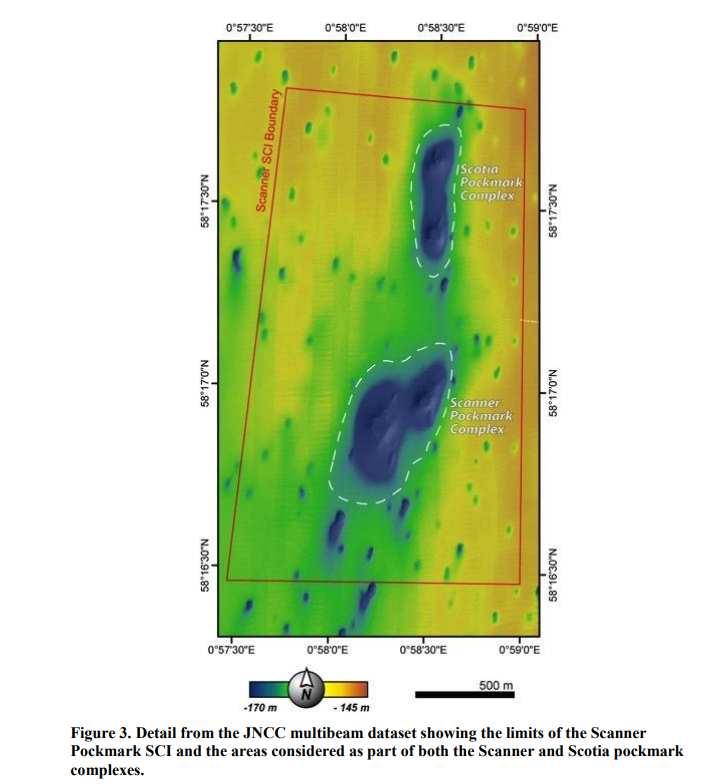 0°57'30"E 0°58'0"E 0°58'30"E 0°59'0"E
Scanner SCI Boundary
Scotia
Pockmark
Complex
58°17'30"N
58°17'30"N
58°17'0"N
58°17'0"N
Scanner
Pockmark
Complex
58°16'30"N
58°16'30"N
0°57'30"E 0°58'0"E 0°58'30"E 0°59'0"E
N
-170 m - 145 m
500 m
Figure 3. Detail from the JNCC multibeam dataset showing the limits of the Scanner
Pockmark SCI and the areas considered as part of both the Scanner and Scotia pockmark
complexes.